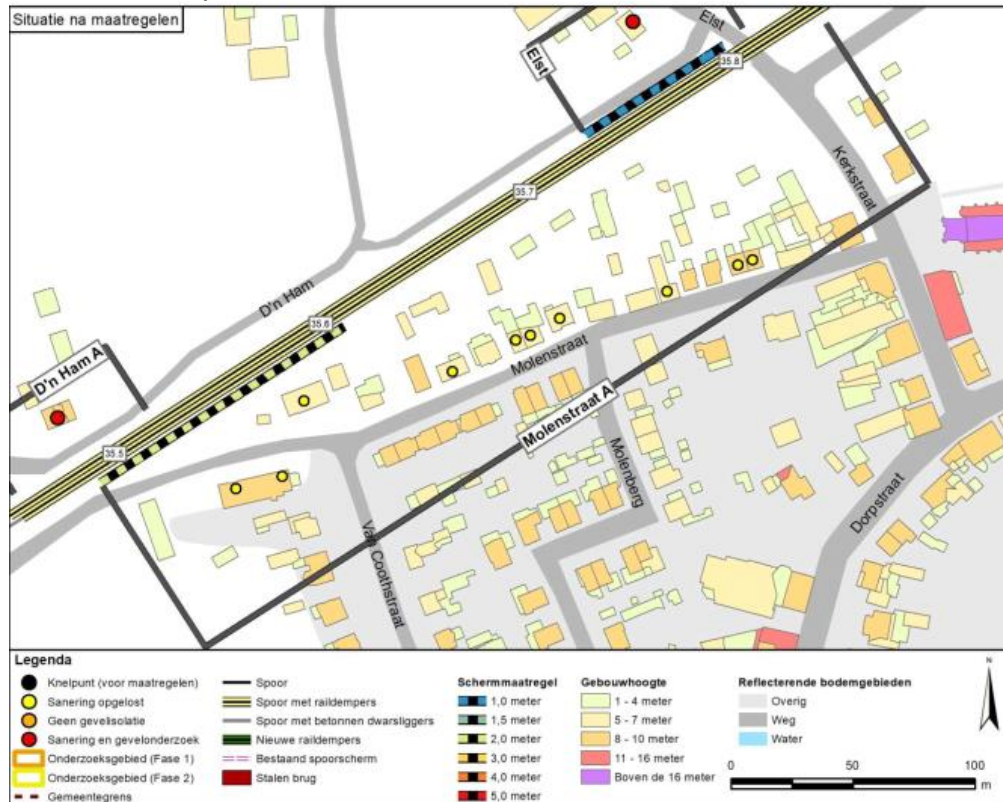 Situatie na maatregelen
Elst
Elst
35.8
35.7
Kerkstraat
D'n Ham
35.6
D'n Ham A
Molenstraat
Molenstraat A
35.5
Molenberg
Van Coothstraat
Dorpstraat
Legenda
Knelpunt (voor maatregelen)
Sanering opgelost
Geen gevelisolatie
Sanering en gevelonderzoek
Onderzoeksgebied (Fase 1)
Onderzoeksgebied (Fase 2)
Gemeentegrens
Spoor
Spoor met raildempers
Spoor met betonnen dwarsliggers
Nieuwe raildempers
Bestaand spoorscherm
Stalen brug
Schermmaatregel
1,0 meter
1,5 meter
2,0 meter
3,0 meter
4,0 meter
5,0 meter
Gebouwhoogte
1 - 4 meter
5 - 7 meter
8 - 10 meter
11 - 16 meter
Boven de 16 meter
Reflecterende bodemgebieden
Overig
Weg
Water
N
0 50 100
m